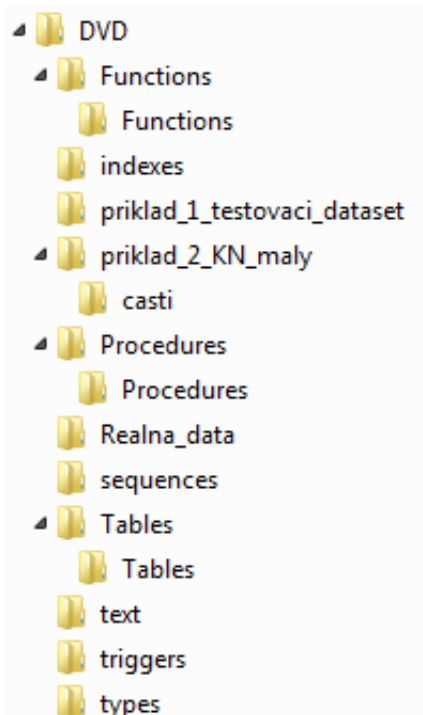 DVD
Functions
Functions
indexes
priklad_1_testovaci_dataset
priklad_2_KN_maly
casti
Procedures
Procedures
Realna_data
sequences
Tables
Tables
text
triggers
types